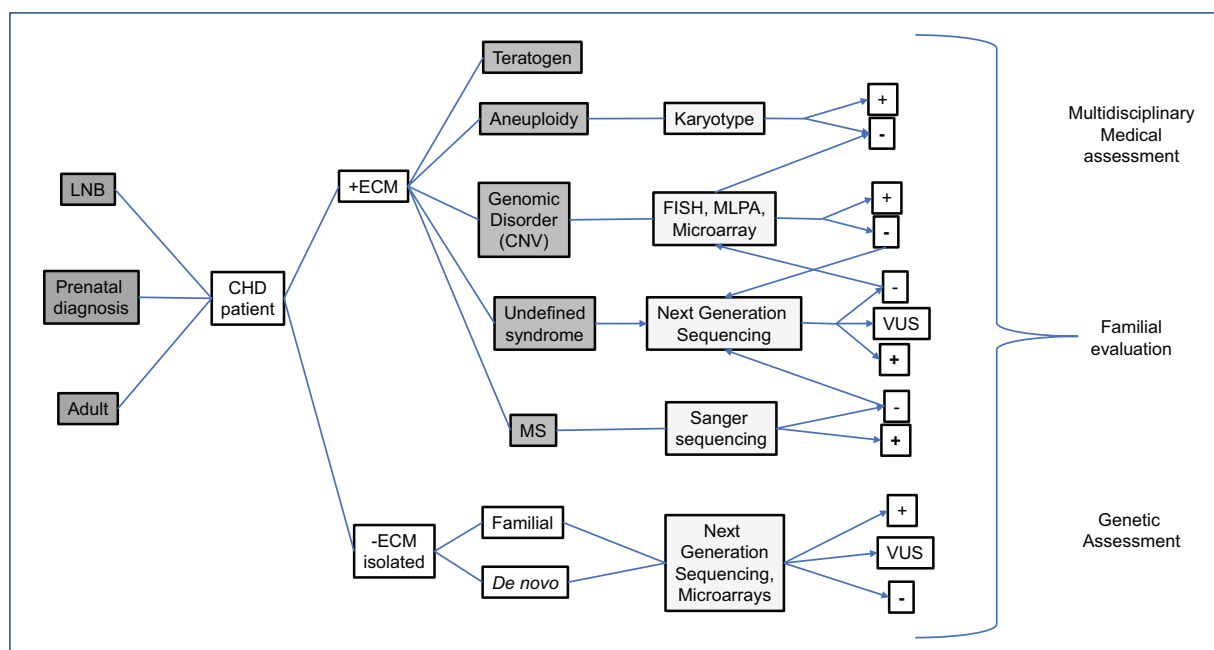 LNB
Prenatal
diagnosis
Adult
CHD
patient
+ECM
-ECM
isolated
Teratogen
Aneuploidy
Karyotype
+
-
Genomic
Disorder
(CNV)
FISH, MLPA,
Microarray
+
-
Undefined
syndrome
Next Generation
Sequencing
-
VUS
+
MS
Sanger
sequencing
-
+
Familial
De novo
Next
Generation
Sequencing,
Microarrays
+
VUS
-
Multidisciplinary
Medical
assessment
Familial
evaluation
Genetic
Assessment